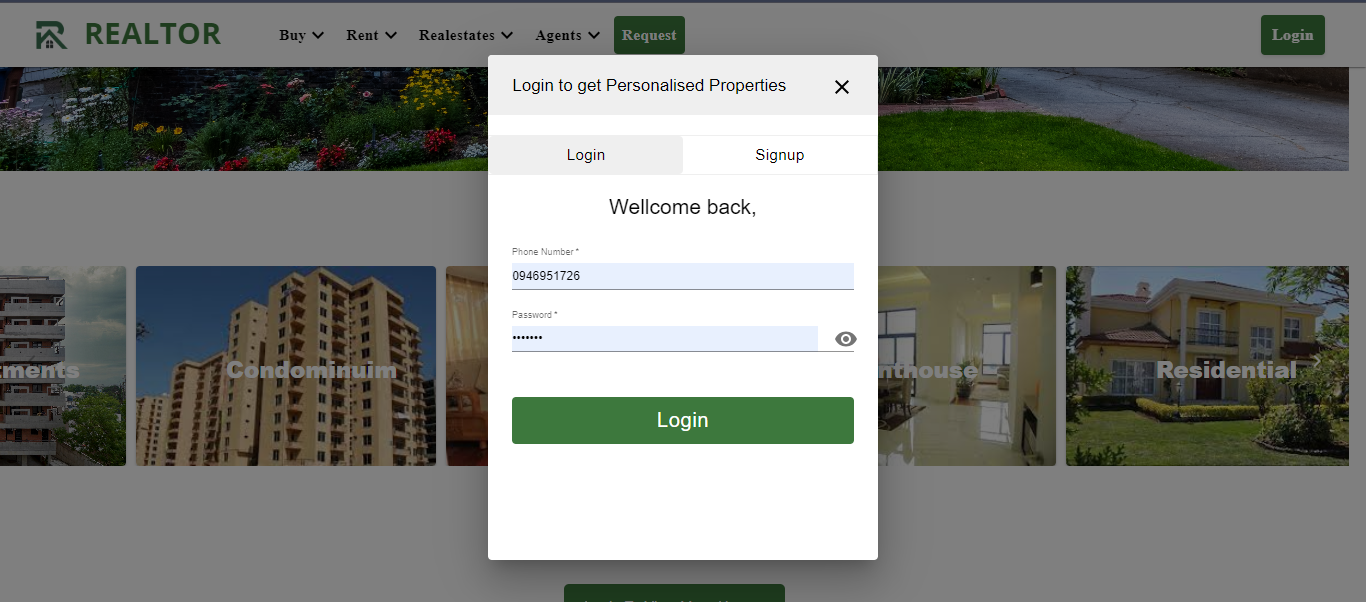 REALTOR
Buy
Rent
Realestates
Agents
Request
Login
Login to get Personalised Properties
Login
Signup
Wellcome back,
Phone Number *
0946951726
Password *
•••••••
Login
ments
Condominuim
nthouse
Residential